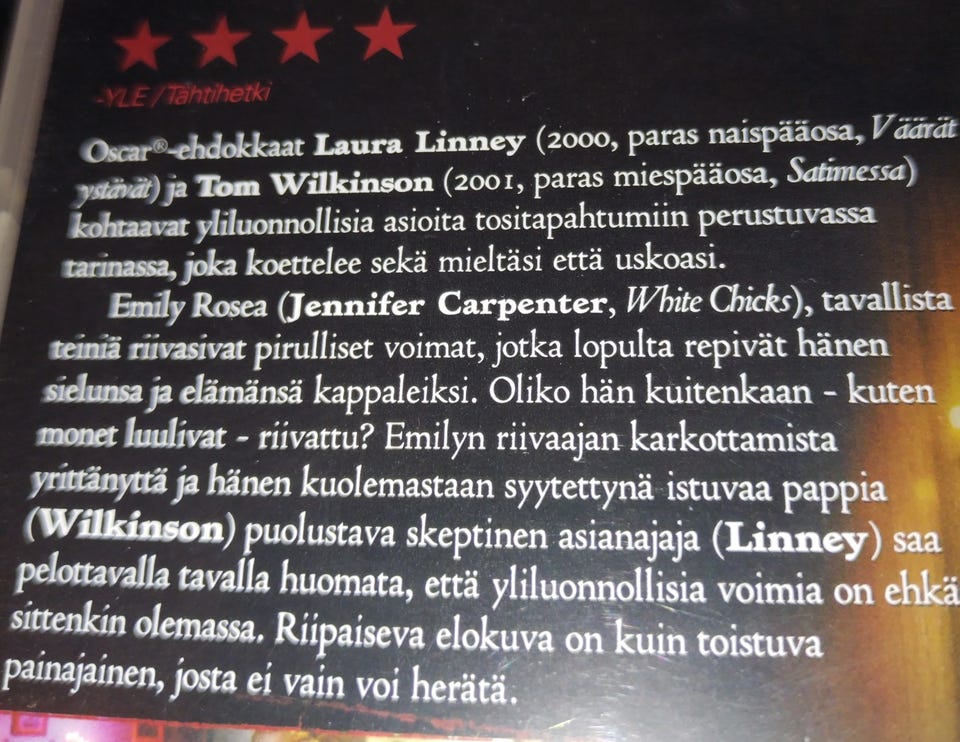 -YLE / Tähtihetki
Oscar®-ehdokkaat Laura Linney (2000, paras naispääosa, Väärät
ystävät) ja Tom Wilkinson (2001, paras miespääosa, Satimessa)
kohtaavat yliluonnollisia asioita tositapahtumiin perustuvassa
tarinassa, joka koettelee sekä mieltäsi että uskoasi.
Emily Rosea (Jennifer Carpenter, White Chicks), tavallista
teiniä riivasivat pirulliset voimat, jotka lopulta repivät hänen
sielunsa ja elämänsä kappaleiksi. Oliko hän kuitenkaan - kuten
monet luulivat - riivattu? Emilyn riivaajan karkottamista
yrittänyttä ja hänen kuolemastaan syytettynä istuvaa pappia
(Wilkinson) puolustava skeptinen asianajaja (Linney) saa
pelottavalla tavalla huomata, että yliluonnollisia voimia on ehkä
sittenkin olemassa. Riipaiseva elokuva on kuin toistuva
painajainen, josta ei vain voi herätä.